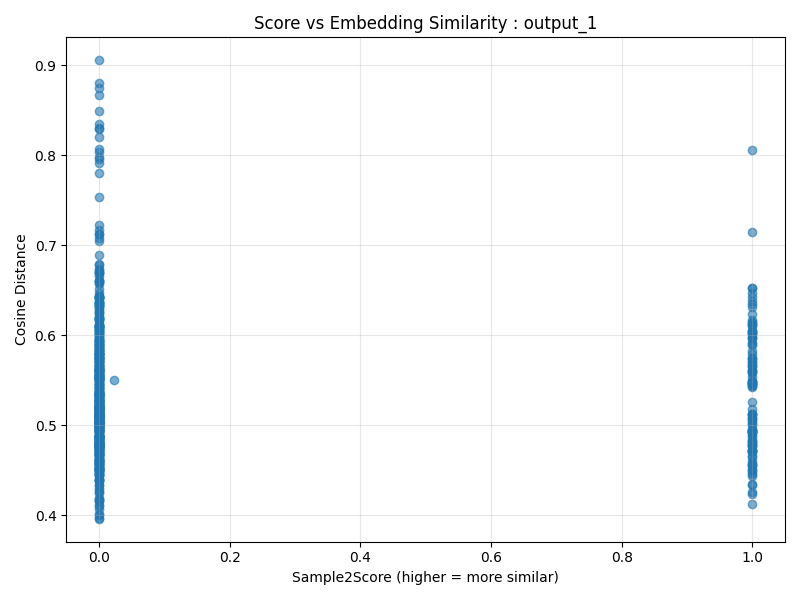 Score vs Embedding Similarity : output_1
Cosine Distance
0.9
0.8
0.7
0.6
0.5
0.4
0.0 0.2 0.4 0.6 0.8 1.0
Sample2Score (higher = more similar)